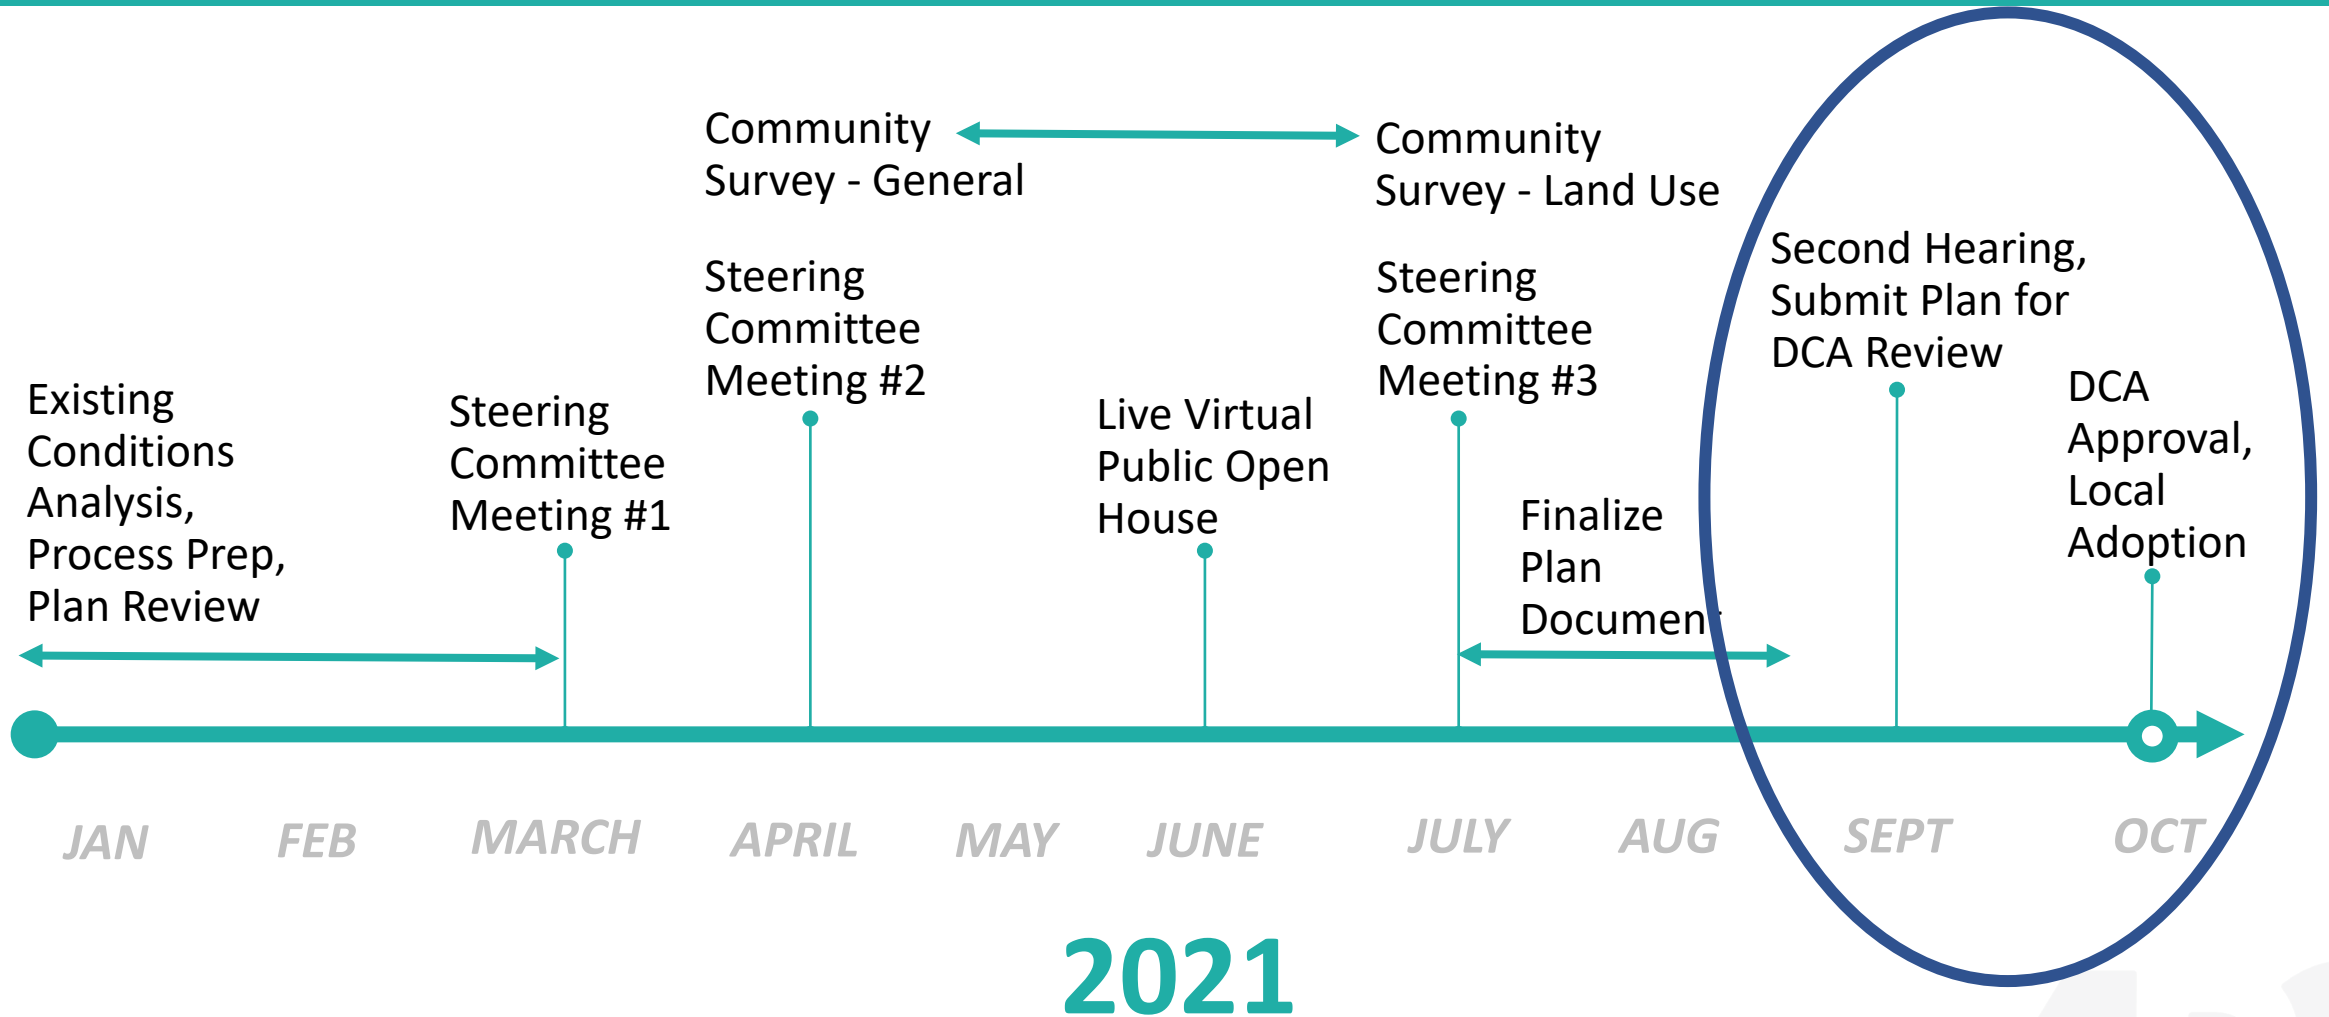 Community
Survey - General
Community
Survey - Land Use
Existing
Conditions
Analysis,
Process Prep,
Plan Review
Steering
Committee
Meeting #1
Steering
Committee
Meeting #2
Live Virtual
Public Open
House
Steering
Committee
Meeting #3
Finalize
Plan
Document
Second Hearing,
Submit Plan for
DCA Review
DCA
Approval,
Local
Adoption
JAN FEB MARCH APRIL MAY JUNE JULY AUG SEPT OCT
2021